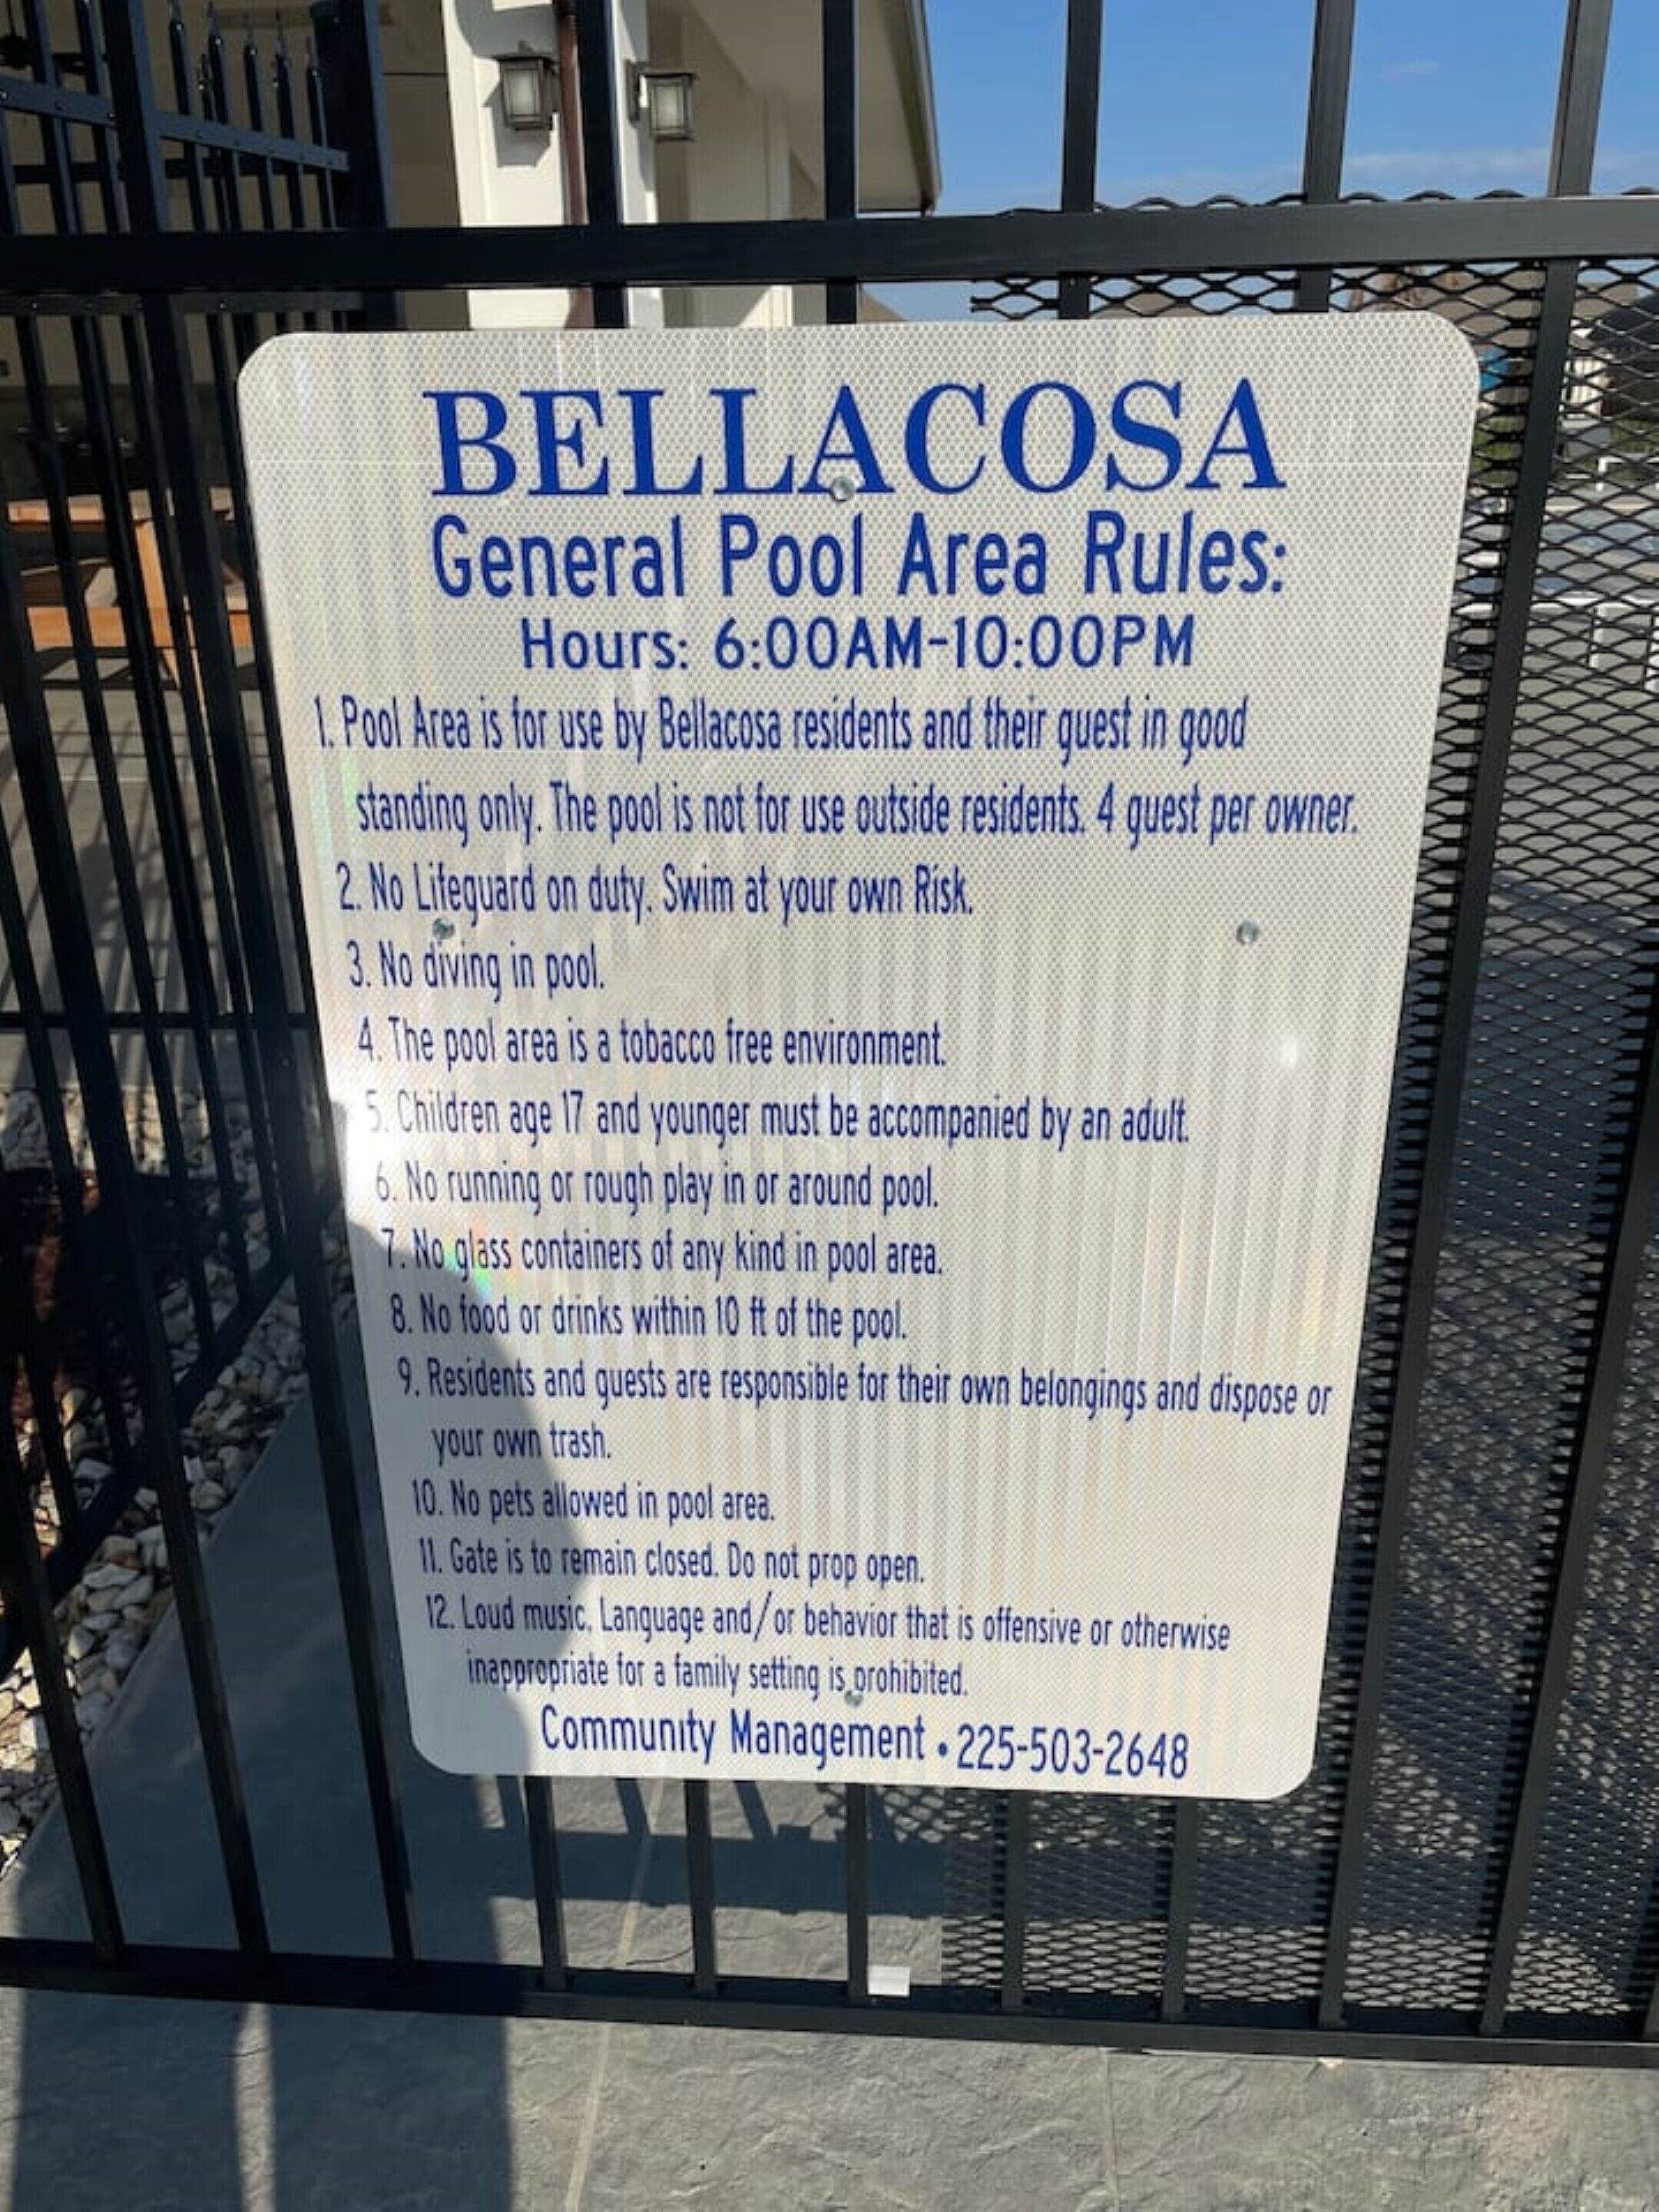 BELLACOSA
General Pool Area Rules:
Hours: 6:00AM-10:00PM
1. Pool Area is for use by Bellacosa residents and their guest in good
standing only. The pool is not for use outside residents. 4 guest per owner.
2. No Lifeguard on duty. Swim at your own Risk.
3. No diving in pool.
4. The pool area is a tobacco free environment.
5. Children age 17 and younger must be accompanied by an adult.
6. No running or rough play in or around pool.
7. No glass containers of any kind in pool area.
8. No food or drinks within 10 ft of the pool.
9. Residents and guests are responsible for their own belongings and dispose or
your own trash.
10. No pets allowed in pool area.
11. Gate is to remain closed. Do not prop open.
12. Loud music, Language and/or behavior that is offensive or otherwise
inappropriate for a family setting is prohibited.
Community Management • 225-503-2648